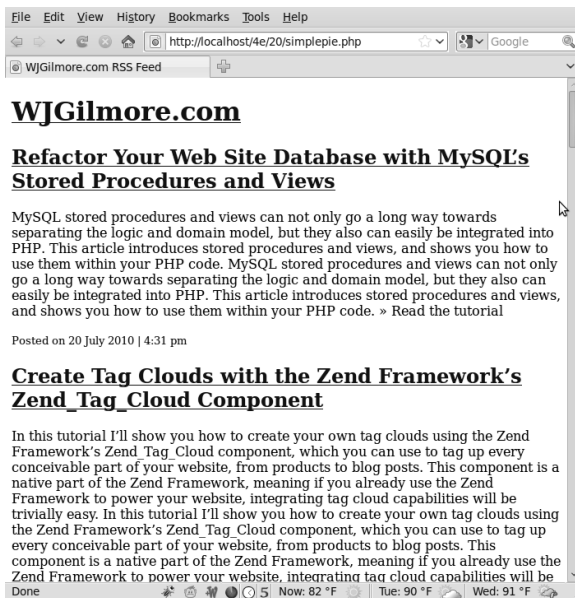 File Edit View History Bookmarks Tools Help
http://localhost/4e/20/simplepie.php Google
WJGilmore.com RSS Feed
WJGilmore.com
Refactor Your Web Site Database with MySQL’s
Stored Procedures and Views
MySQL stored procedures and views can not only go a long way towards
separating the logic and domain model, but they also can easily be integrated into
PHP. This article introduces stored procedures and views, and shows you how to
use them within your PHP code. MySQL stored procedures and views can not only
go a long way towards separating the logic and domain model, but they also can
easily be integrated into PHP. This article introduces stored procedures and views,
and shows you how to use them within your PHP code. » Read the tutorial
Posted on 20 July 2010 | 4:31 pm
Create Tag Clouds with the Zend Framework’s
Zend_Tag_Cloud Component
In this tutorial I’ll show you how to create your own tag clouds using the Zend
Framework’s Zend_Tag_Cloud component, which you can use to tag up every
conceivable part of your website, from products to blog posts. This component is a
native part of the Zend Framework, meaning if you already use the Zend
Framework to power your website, integrating tag cloud capabilities will be
trivially easy. In this tutorial I’ll show you how to create your own tag clouds using
the Zend Framework’s Zend_Tag_Cloud component, which you can use to tag up
every conceivable part of your website, from products to blog posts. This
component is a native part of the Zend Framework, meaning if you already use the
Zend Framework to power your website, integrating tag cloud capabilities will be
Done 5 Now: 82 °F Tue: 90 °F Wed: 91 °F